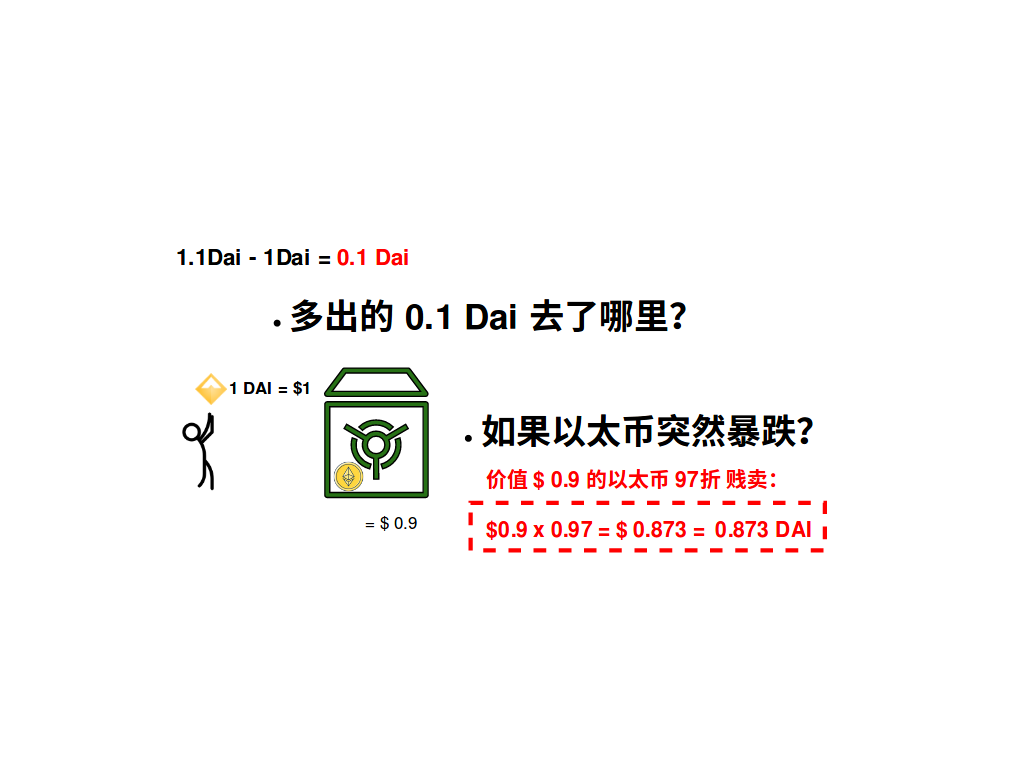 1.1Dai - 1Dai = 0.1 Dai
• 多出的 0.1 Dai 去了哪里？
1 DAI = $1
• 如果以太币突然暴跌？
价值 $ 0.9 的以太币 97折 贱卖：
= $ 0.9
$0.9 x 0.97 = $ 0.873 = 0.873 DAI